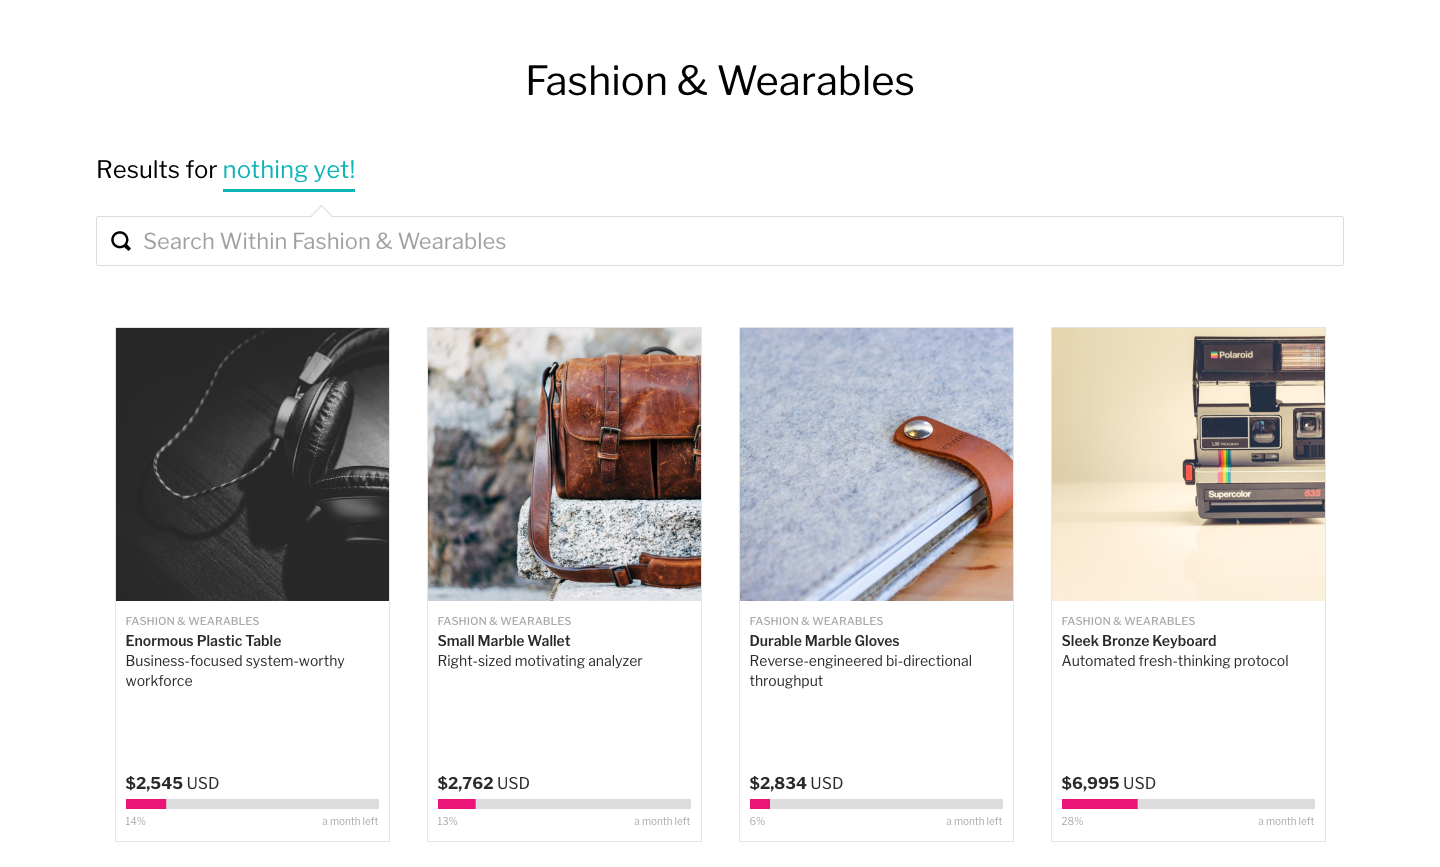 Fashion & Wearables
Results for nothing yet!
Search Within Fashion & Wearables
Polaroid
Supercolor 635
FASHION & WEARABLES
Enormous Plastic Table
Business-focused system-worthy
workforce
$2,545 USD
14% a month left
FASHION & WEARABLES
Small Marble Wallet
Right-sized motivating analyzer
$2,762 USD
13% a month left
FASHION & WEARABLES
Durable Marble Gloves
Reverse-engineered bi-directional
throughput
$2,834 USD
6% a month left
FASHION & WEARABLES
Sleek Bronze Keyboard
Automated fresh-thinking protocol
$6,995 USD
28% a month left